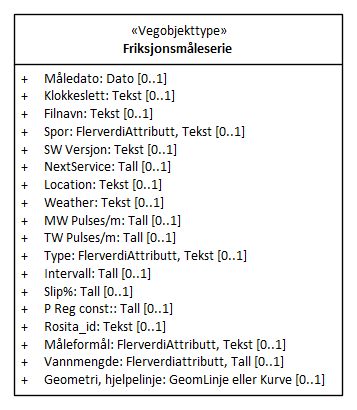 «Vegobjekttype»
Friksjonsmåleserie
+ Måledato: Dato [0..1]
+ Klokkeslett: Tekst [0..1]
+ Filnavn: Tekst [0..1]
+ Spor: FlerverdiAttributt, Tekst [0..1]
+ SW Versjon: Tekst [0..1]
+ NextService: Tall [0..1]
+ Location: Tekst [0..1]
+ Weather: Tekst [0..1]
+ MW Pulses/m: Tall [0..1]
+ TW Pulses/m: Tall [0..1]
+ Type: FlerverdiAttributt, Tekst [0..1]
+ Intervall: Tall [0..1]
+ Slip%: Tall [0..1]
+ P Reg const:: Tall [0..1]
+ Rosita_id: Tekst [0..1]
+ Måleformål: FlerverdiAttributt, Tekst [0..1]
+ Vannmengde: Flerverdiattributt, Tall [0..1]
+ Geometri, hjelpelinje: GeomLinje eller Kurve [0..1]